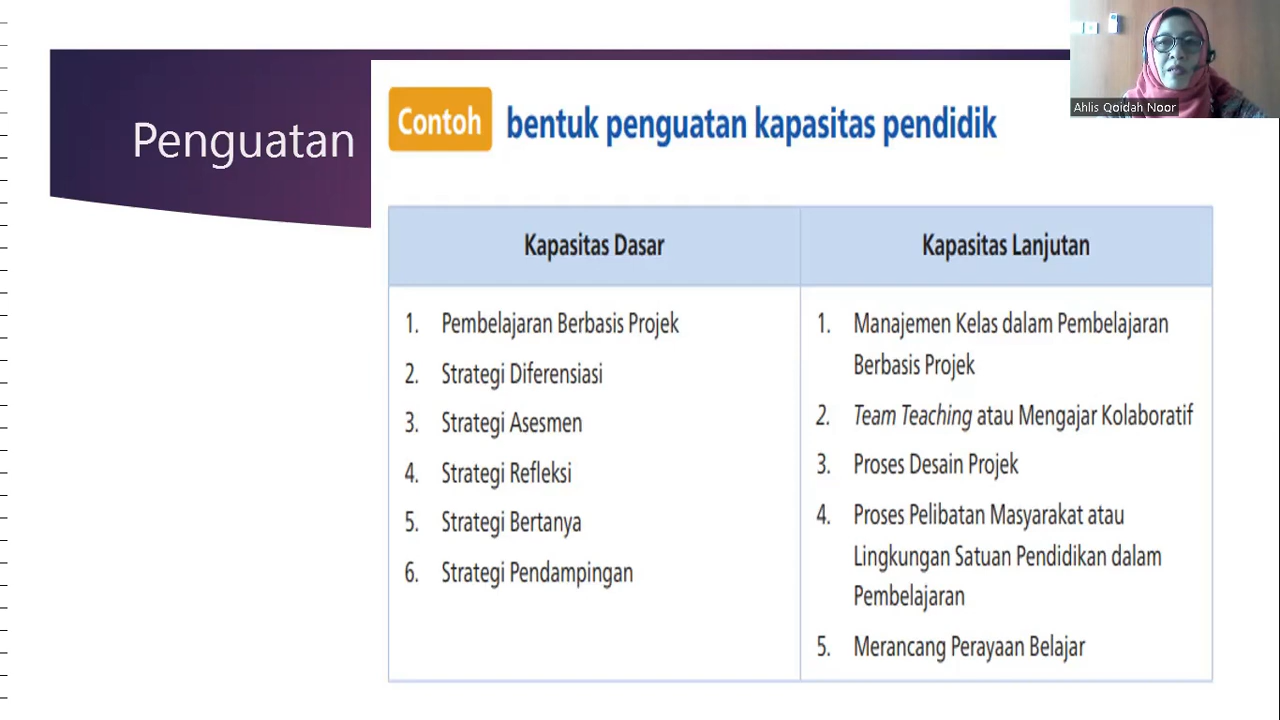 Penguatan
Contoh bentuk penguatan kapasitas pendidik
Ahlis Qoidah Noor
Kapasitas Dasar
1. Pembelajaran Berbasis Projek
2. Strategi Diferensiasi
3. Strategi Asesmen
4. Strategi Refleksi
5. Strategi Bertanya
6. Strategi Pendampingan
Kapasitas Lanjutan
1. Manajemen Kelas dalam Pembelajaran
Berbasis Projek
2. Team Teaching atau Mengajar Kolaboratif
3. Proses Desain Projek
4. Proses Pelibatan Masyarakat atau
Lingkungan Satuan Pendidikan dalam
Pembelajaran
5. Merancang Perayaan Belajar